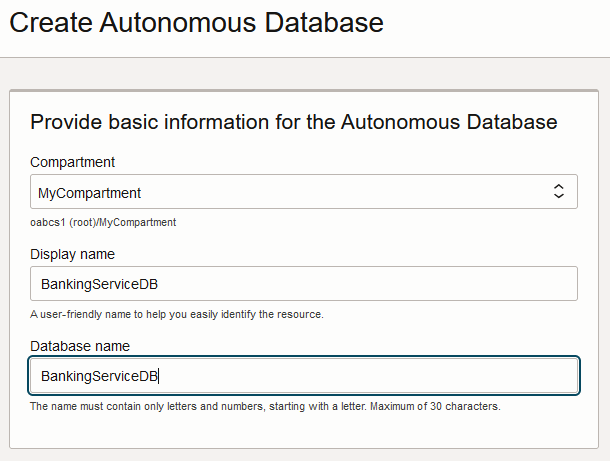 Create Autonomous Database
Provide basic information for the Autonomous Database
Compartment
MyCompartment
oabcs1 (root)/MyCompartment
Display name
BankingServiceDB
A user-friendly name to help you easily identify the resource.
Database name
BankingServiceDB
The name must contain only letters and numbers, starting with a letter. Maximum of 30 characters.